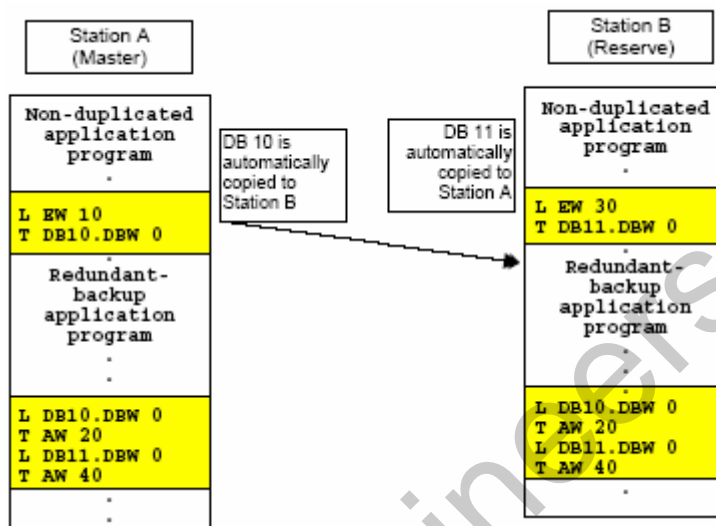 Station A
(Master)
Non-duplicated
application
program
.
L EW 10
T DB10.DBW 0
.
Redundant-
backup
application
program
.
.
L DB10.DBW 0
T AW 20
L DB11.DBW 0
T AW 40
.
.
DB 10 is
automatically
copied to
Station B
DB 11 is
automatically
copied to
Station A
Station B
(Reserve)
Non-duplicated
application
program
.
L EW 30
T DB11.DBW 0
.
Redundant-
backup
application
program
.
.
.
L DB10.DBW 0
T AW 20
L DB11.DBW 0
T AW 40
.
ineers